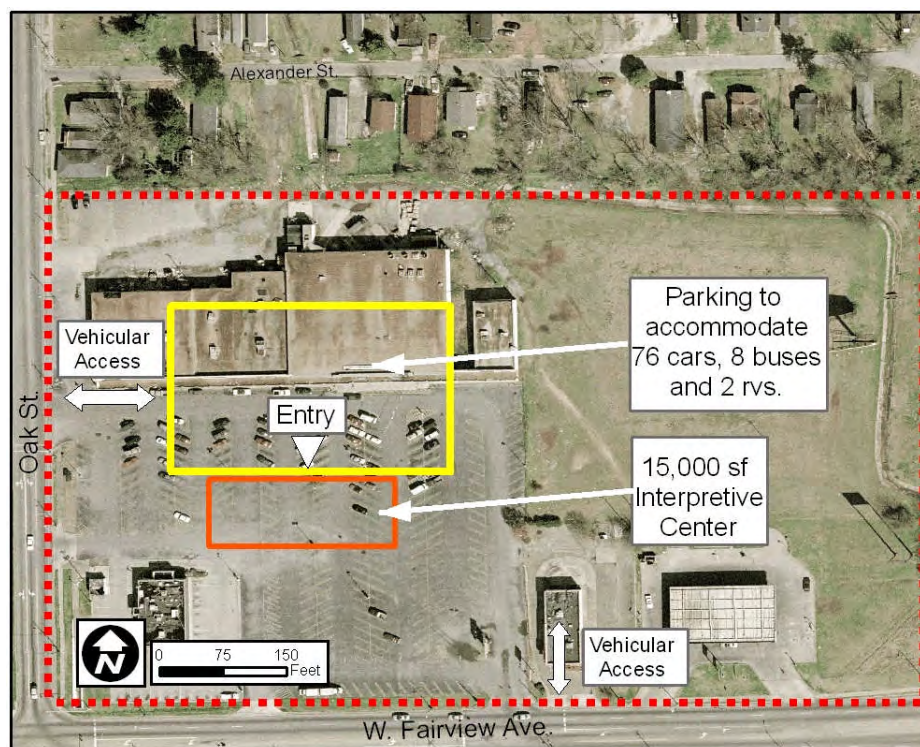 Alexander St.
Parking to
accommodate
76 cars, 8 buses
and 2 rvs.
Vehicular
Access
Entry
Oak St.
15,000 sf
Interpretive
Center
N
0 75 150
Feet
Vehicular
Access
W. Fairview Ave.